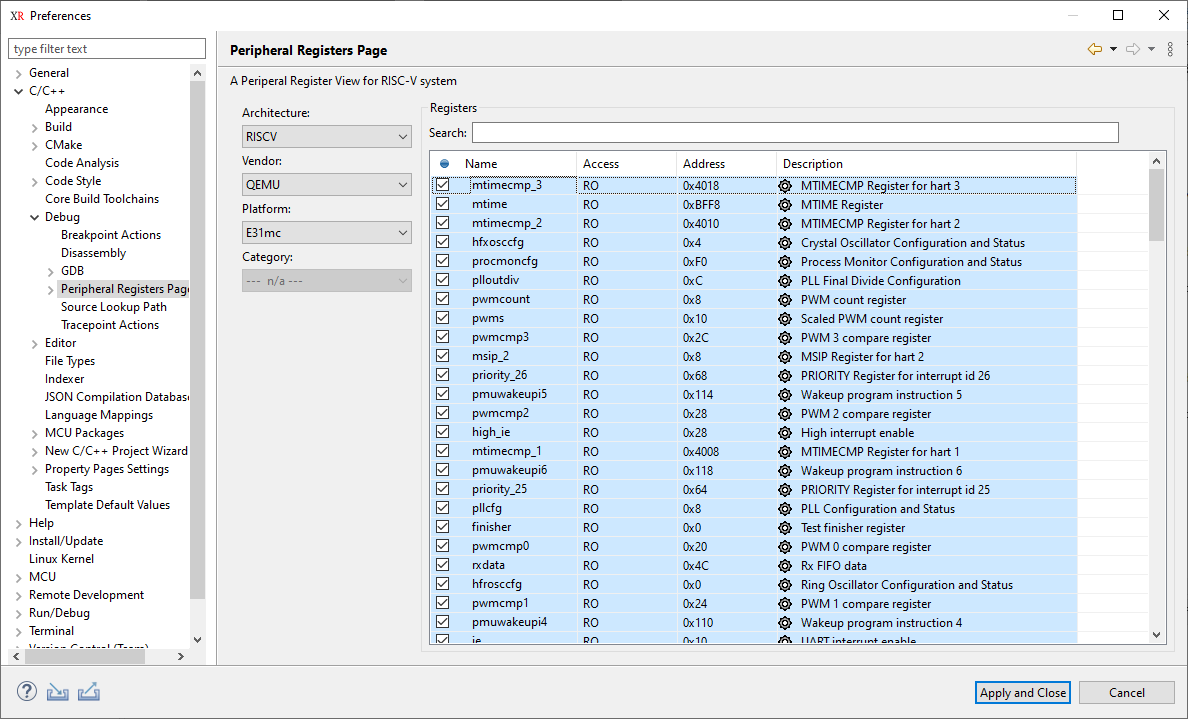 XR Preferences
type filter text
General
C/C++
Appearance
Build
CMake
Code Analysis
Code Style
Core Build Toolchains
Debug
Breakpoint Actions
Disassembly
GDB
Peripheral Registers Page
Source Lookup Path
Tracepoint Actions
Editor
File Types
Indexer
JSON Compilation Database
Language Mappings
MCU Packages
New C/C++ Project Wizard
Property Pages Settings
Task Tags
Template Default Values
Help
Install/Update
Linux Kernel
MCU
Remote Development
Run/Debug
Terminal
Version Control (Team)
Peripheral Registers Page
A Periperal Register View for RISC-V system
Architecture:
RISCV
Vendor:
QEMU
Platform:
E31mc
Category:
--- n/a ---
Registers
Search:
Name Access Address Description
mtimecmp_3 RO 0x4018 MTIMECMP Register for hart 3
mtime RO 0xBFF8 MTIME Register
mtimecmp_2 RO 0x4010 MTIMECMP Register for hart 2
hfxosccfg RO 0x4 Crystal Oscillator Configuration and Status
procmoncfg RO 0xF0 Process Monitor Configuration and Status
plloutdiv RO 0xC PLL Final Divide Configuration
pwmcount RO 0x8 PWM count register
pwms RO 0x10 Scaled PWM count register
pwmcmp3 RO 0x2C PWM 3 compare register
msip_2 RO 0x8 MSIP Register for hart 2
priority_26 RO 0x68 PRIORITY Register for interrupt id 26
pmuwakeupi5 RO 0x114 Wakeup program instruction 5
pwmcmp2 RO 0x28 PWM 2 compare register
high_ie RO 0x28 High interrupt enable
mtimecmp_1 RO 0x4008 MTIMECMP Register for hart 1
pmuwakeupi6 RO 0x118 Wakeup program instruction 6
priority_25 RO 0x64 PRIORITY Register for interrupt id 25
pllcfg RO 0x8 PLL Configuration and Status
finisher RO 0x0 Test finisher register
pwmcmp0 RO 0x20 PWM 0 compare register
rxdata RO 0x4C Rx FIFO data
hfrosccfg RO 0x0 Ring Oscillator Configuration and Status
pwmcmp1 RO 0x24 PWM 1 compare register
pmuwakeupi4 RO 0x110 Wakeup program instruction 4
ie RO 0x10 UART interrupt enable
Apply and Close
Cancel